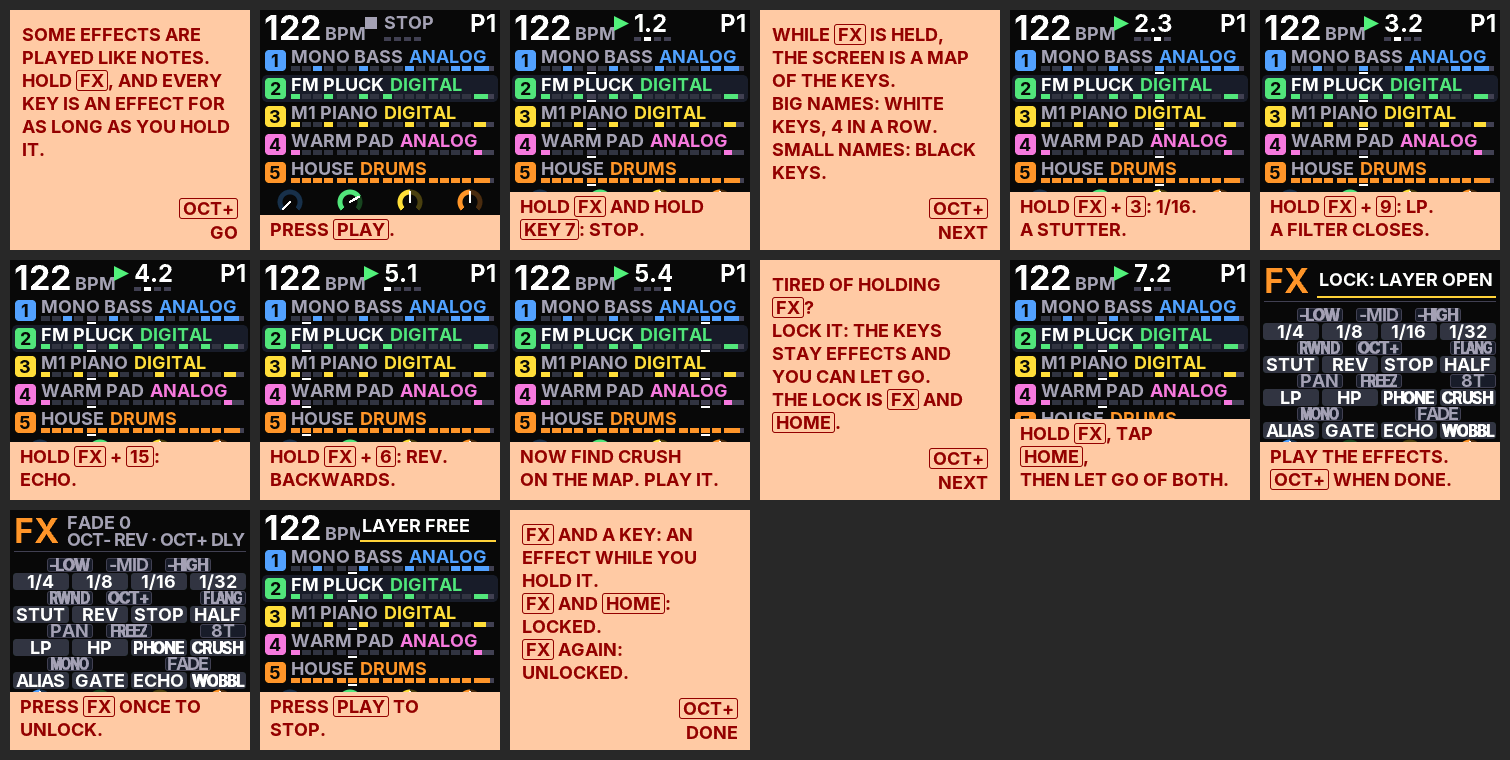 SOME EFFECTS ARE
PLAYED LIKE NOTES.
HOLD FX, AND EVERY
KEY IS AN EFFECT FOR
AS LONG AS YOU HOLD
IT.
OCT+
GO
122 BPM STOP P1
1 MONO BASS ANALOG
2 FM PLUCK DIGITAL
3 M1 PIANO DIGITAL
4 WARM PAD ANALOG
5 HOUSE DRUMS
PRESS PLAY.
122 BPM 1.2 P1
1 MONO BASS ANALOG
2 FM PLUCK DIGITAL
3 M1 PIANO DIGITAL
4 WARM PAD ANALOG
5 HOUSE DRUMS
HOLD FX AND HOLD
KEY 7: STOP.
WHILE FX IS HELD,
THE SCREEN IS A MAP
OF THE KEYS.
BIG NAMES: WHITE
KEYS, 4 IN A ROW.
SMALL NAMES: BLACK
KEYS.
OCT+
NEXT
122 BPM 2.3 P1
1 MONO BASS ANALOG
2 FM PLUCK DIGITAL
3 M1 PIANO DIGITAL
4 WARM PAD ANALOG
5 HOUSE DRUMS
HOLD FX + 3: 1/16.
A STUTTER.
122 BPM 3.2 P1
1 MONO BASS ANALOG
2 FM PLUCK DIGITAL
3 M1 PIANO DIGITAL
4 WARM PAD ANALOG
5 HOUSE DRUMS
HOLD FX + 9: LP.
A FILTER CLOSES.
122 BPM 4.2 P1
1 MONO BASS ANALOG
2 FM PLUCK DIGITAL
3 M1 PIANO DIGITAL
4 WARM PAD ANALOG
5 HOUSE DRUMS
HOLD FX + 15:
ECHO.
122 BPM 5.1 P1
1 MONO BASS ANALOG
2 FM PLUCK DIGITAL
3 M1 PIANO DIGITAL
4 WARM PAD ANALOG
5 HOUSE DRUMS
HOLD FX + 6: REV.
BACKWARDS.
122 BPM 5.4 P1
1 MONO BASS ANALOG
2 FM PLUCK DIGITAL
3 M1 PIANO DIGITAL
4 WARM PAD ANALOG
5 HOUSE DRUMS
NOW FIND CRUSH
ON THE MAP. PLAY IT.
TIRED OF HOLDING
FX?
LOCK IT: THE KEYS
STAY EFFECTS AND
YOU CAN LET GO.
THE LOCK IS FX AND
HOME.
OCT+
NEXT
122 BPM 7.2 P1
1 MONO BASS ANALOG
2 FM PLUCK DIGITAL
3 M1 PIANO DIGITAL
4 WARM PAD ANALOG
5 HOUSE DRUMS
HOLD FX, TAP
HOME,
THEN LET GO OF BOTH.
FX LOCK: LAYER OPEN
-LOW -MID -HIGH
1/4 1/8 1/16 1/32
RWND OCT+ FLANG
STUT REV STOP HALF
PAN FREEZ 8T
LP HP PHONE CRUSH
MONO FADE
ALIAS GATE ECHO WOBBL
PLAY THE EFFECTS.
OCT+ WHEN DONE.
FX FADE 0
OCT- REV · OCT+ DLY
-LOW -MID -HIGH
1/4 1/8 1/16 1/32
RWND OCT+ FLANG
STUT REV STOP HALF
PAN FREEZ 8T
LP HP PHONE CRUSH
MONO FADE
ALIAS GATE ECHO WOBBL
PRESS FX ONCE TO
UNLOCK.
122 BPM LAYER FREE
1 MONO BASS ANALOG
2 FM PLUCK DIGITAL
3 M1 PIANO DIGITAL
4 WARM PAD ANALOG
5 HOUSE DRUMS
PRESS PLAY TO
STOP.
FX AND A KEY: AN
EFFECT WHILE YOU
HOLD IT.
FX AND HOME:
LOCKED.
FX AGAIN:
UNLOCKED.
OCT+
DONE